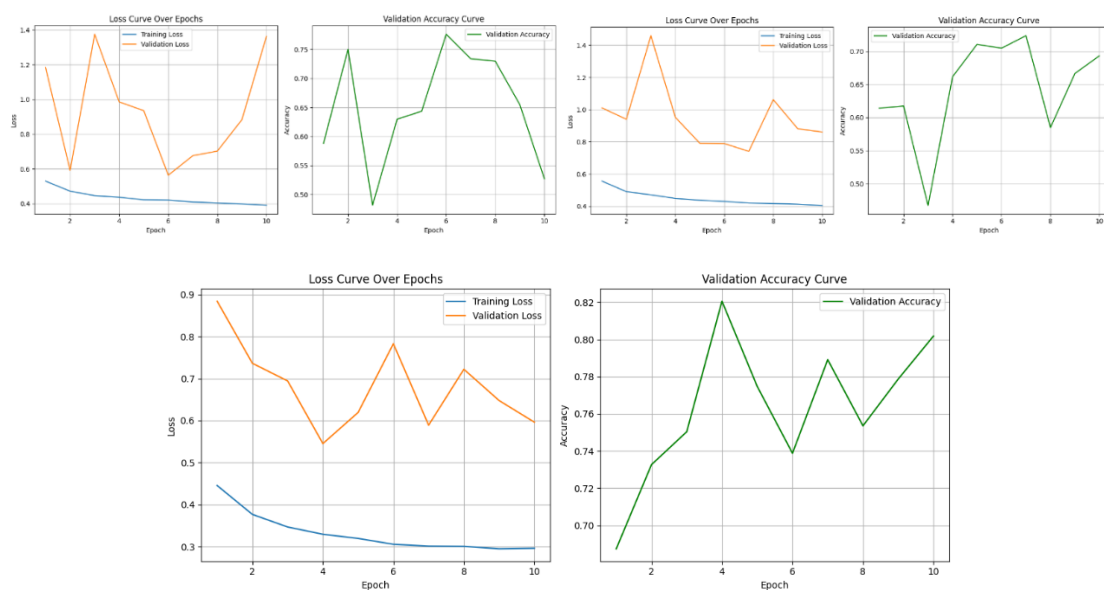 Loss Curve Over Epochs
Training Loss
Validation Loss
Loss
1.4
1.2
1.0
0.8
0.6
0.4
2 4 6 8 10
Epoch
Validation Accuracy Curve
Validation Accuracy
Accuracy
0.75
0.70
0.65
0.60
0.55
0.50
2 4 6 8 10
Epoch
Loss Curve Over Epochs
Training Loss
Validation Loss
Loss
1.4
1.2
1.0
0.8
0.6
0.4
2 4 6 8 10
Epoch
Validation Accuracy Curve
Validation Accuracy
Accuracy
0.70
0.65
0.60
0.55
0.50
2 4 6 8 10
Epoch
Loss Curve Over Epochs
Training Loss
Validation Loss
Loss
0.9
0.8
0.7
0.6
0.5
0.4
0.3
2 4 6 8 10
Epoch
Validation Accuracy Curve
Validation Accuracy
Accuracy
0.82
0.80
0.78
0.76
0.74
0.72
0.70
2 4 6 8 10
Epoch